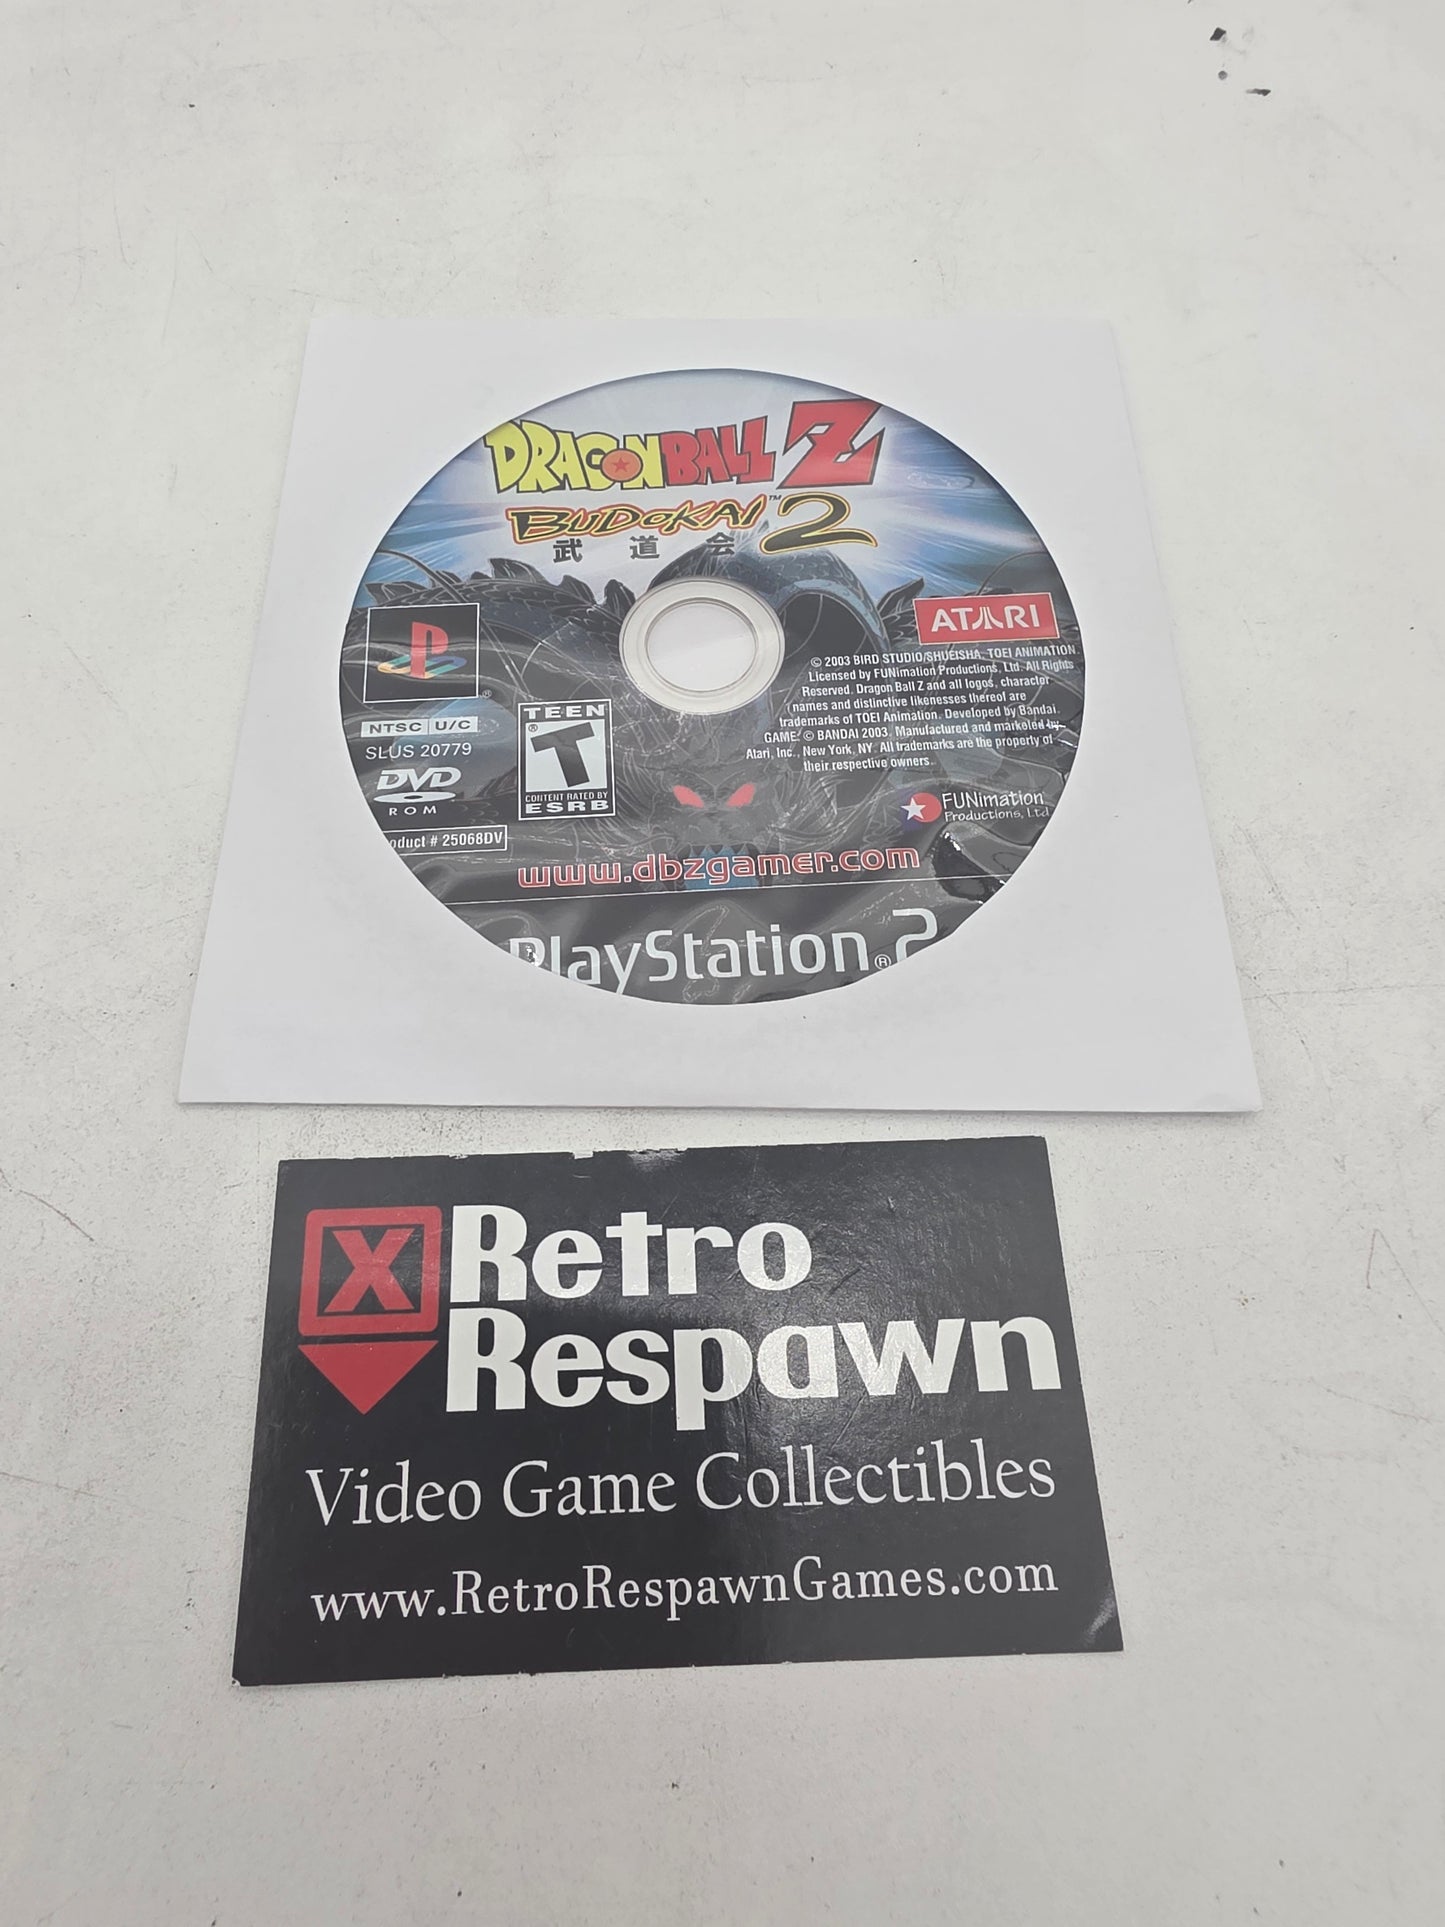 DRAGONBALL Z
BUDOKAI™ 2
武道会
ATARI
© 2003 BIRD STUDIO/SHUEISHA, TOEI ANIMATION.
Licensed by FUNimation Productions, Ltd. All Rights
Reserved. Dragon Ball Z and all logos, character
names and distinctive likenesses thereof are
trademarks of TOEI Animation. Developed by Bandai.
GAME: © BANDAI 2003. Manufactured and marketed by
Atari, Inc., New York, NY. All trademarks are the property of
their respective owners.
®
NTSC U/C
SLUS 20779
DVD
ROM
TEEN
T ®
CONTENT RATED BY
ESRB
oduct # 25068DV
FUNimation
Productions, Ltd
www.dbzgamer.com
PlayStation®2
X Retro
Respawn
Video Game Collectibles
www.RetroRespawnGames.com